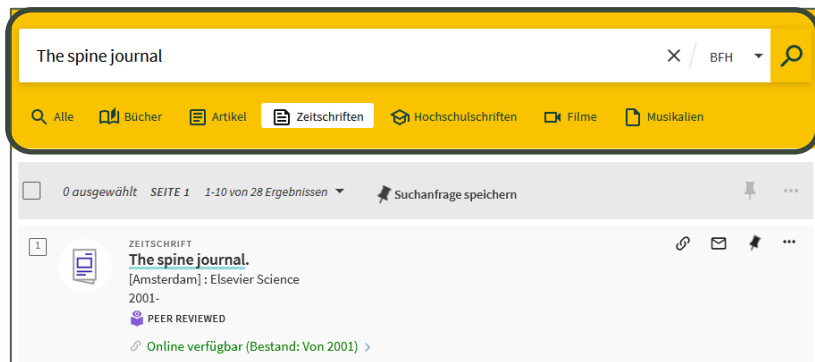 The spine journal BFH
Alle Bücher Artikel Zeitschriften Hochschulschriften Filme Musikalien
0 ausgewählt SEITE 1 1-10 von 28 Ergebnissen Suchanfrage speichern
1
ZEITSCHRIFT
The spine journal.
[Amsterdam] : Elsevier Science
2001-
PEER REVIEWED
Online verfügbar (Bestand: Von 2001)